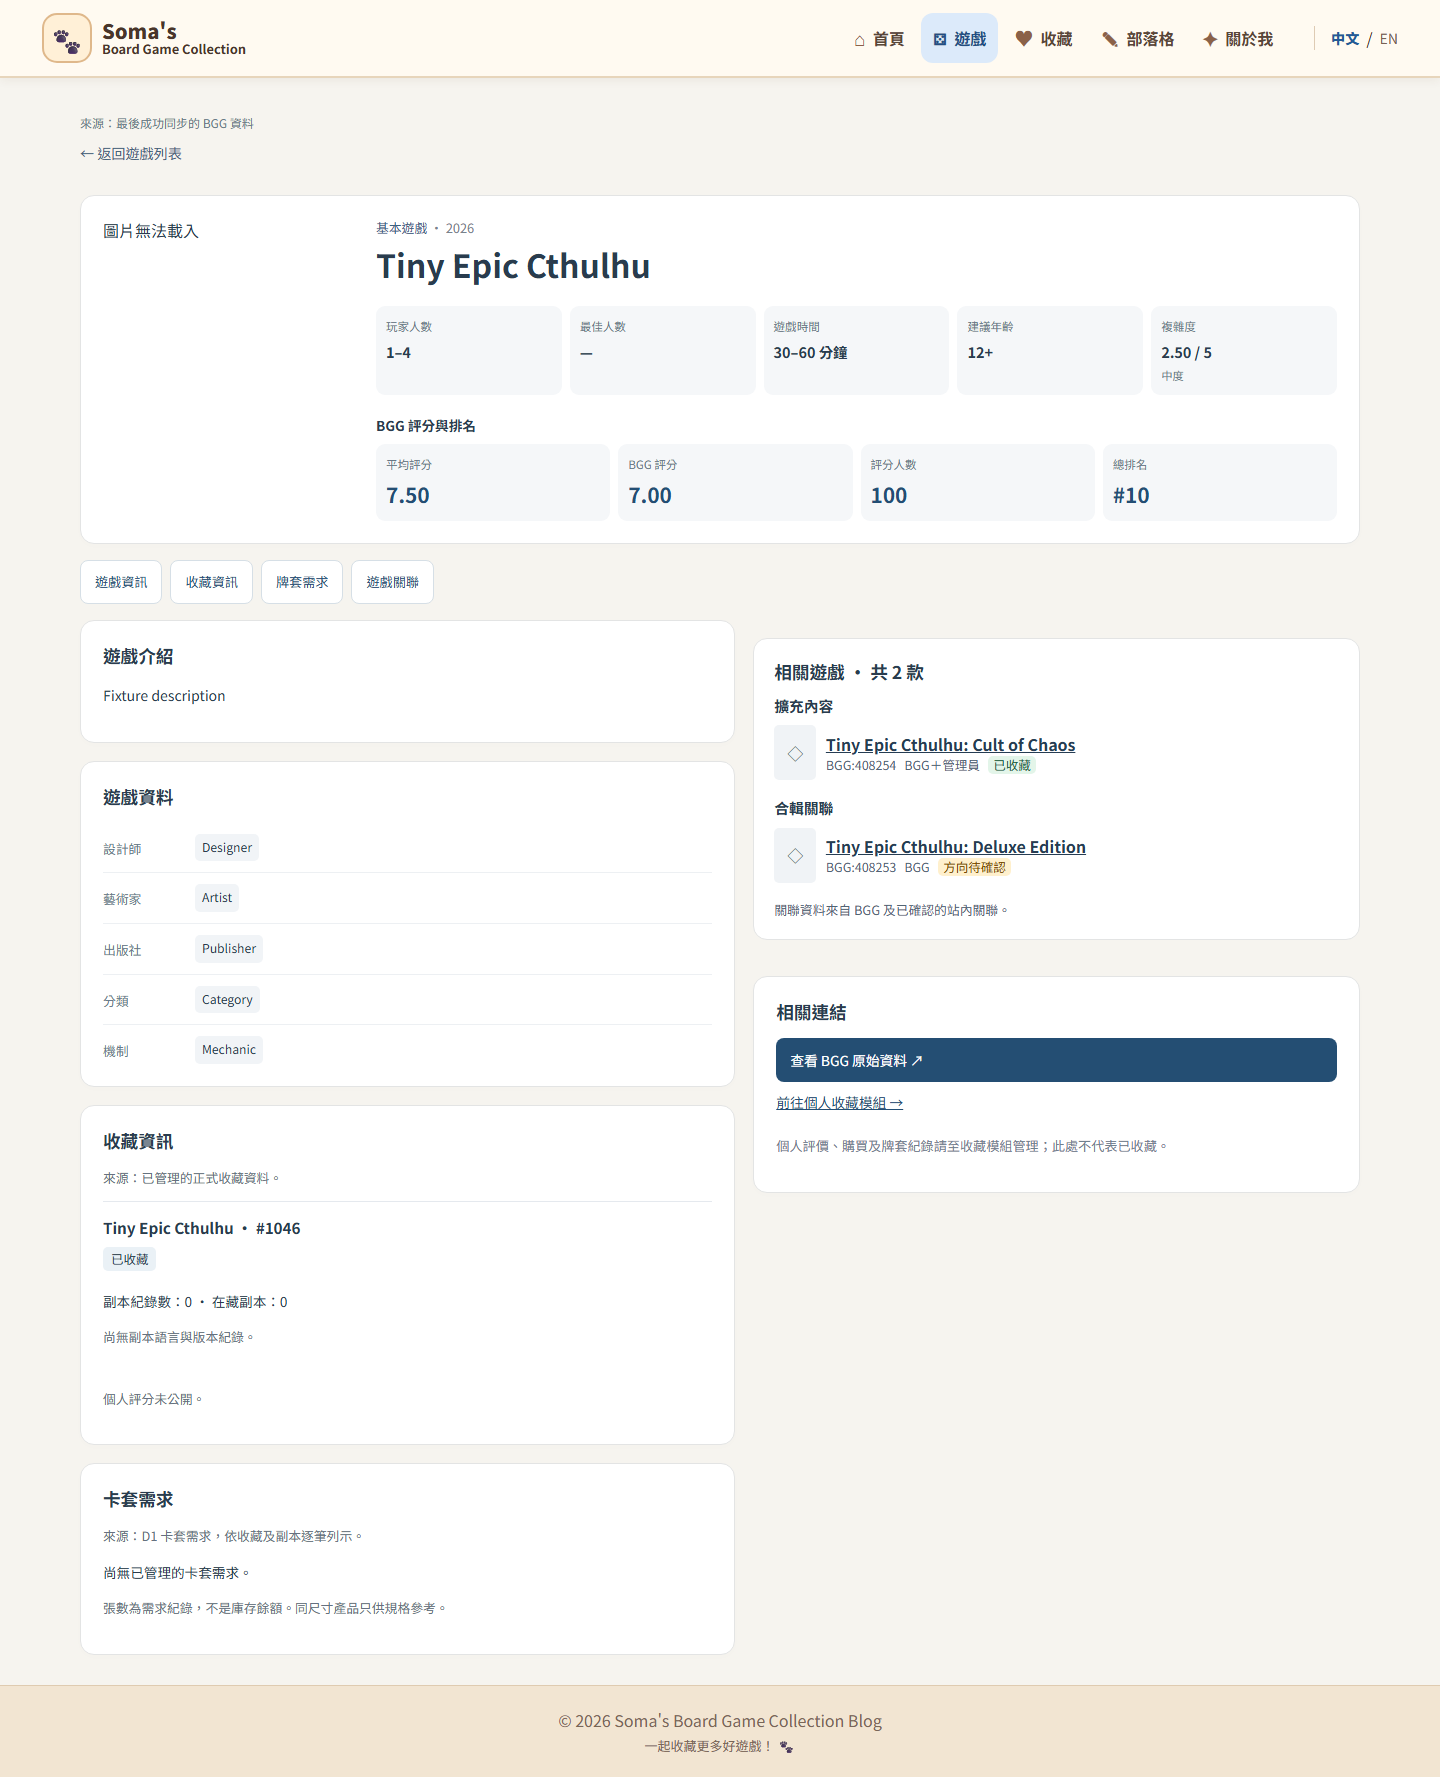 Soma's
Board Game Collection
首頁
遊戲
收藏
部落格
關於我
中文 / EN
來源：最後成功同步的 BGG 資料
← 返回遊戲列表
圖片無法載入
基本遊戲 · 2026
Tiny Epic Cthulhu
玩家人數
1–4
最佳人數
—
遊戲時間
30–60 分鐘
建議年齡
12+
複雜度
2.50 / 5
中度
BGG 評分與排名
平均評分
7.50
BGG 評分
7.00
評分人數
100
總排名
#10
遊戲資訊
收藏資訊
牌套需求
遊戲關聯
遊戲介紹
Fixture description
遊戲資料
設計師
Designer
藝術家
Artist
出版社
Publisher
分類
Category
機制
Mechanic
收藏資訊
來源：已管理的正式收藏資料。
Tiny Epic Cthulhu · #1046
已收藏
副本紀錄數：0 · 在藏副本：0
尚無副本語言與版本紀錄。
個人評分未公開。
卡套需求
來源：D1 卡套需求，依收藏及副本逐筆列示。
尚無已管理的卡套需求。
張數為需求紀錄，不是庫存餘額。同尺寸產品只供規格參考。
相關遊戲 · 共 2 款
擴充內容
Tiny Epic Cthulhu: Cult of Chaos
BGG:408254 BGG＋管理員 已收藏
合輯關聯
Tiny Epic Cthulhu: Deluxe Edition
BGG:408253 BGG 方向待確認
關聯資料來自 BGG 及已確認的站內關聯。
相關連結
查看 BGG 原始資料 ↗
前往個人收藏模組 →
個人評價、購買及牌套紀錄請至收藏模組管理；此處不代表已收藏。
© 2026 Soma's Board Game Collection Blog
一起收藏更多好遊戲！